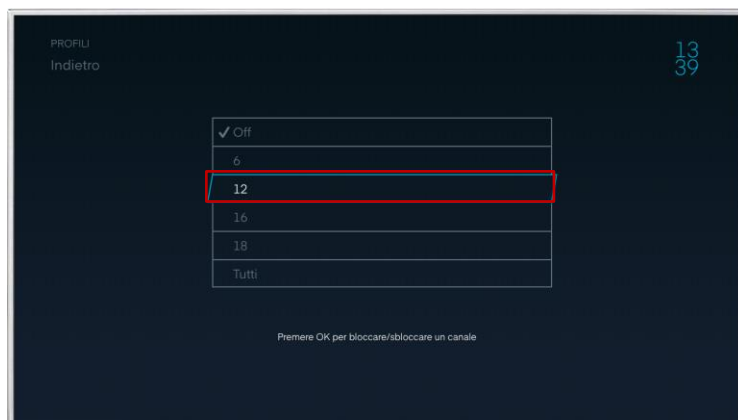 PROFILI
Indietro
13
39
✓ Off
6
12
16
18
Tutti
Premere OK per bloccare/sbloccare un canale